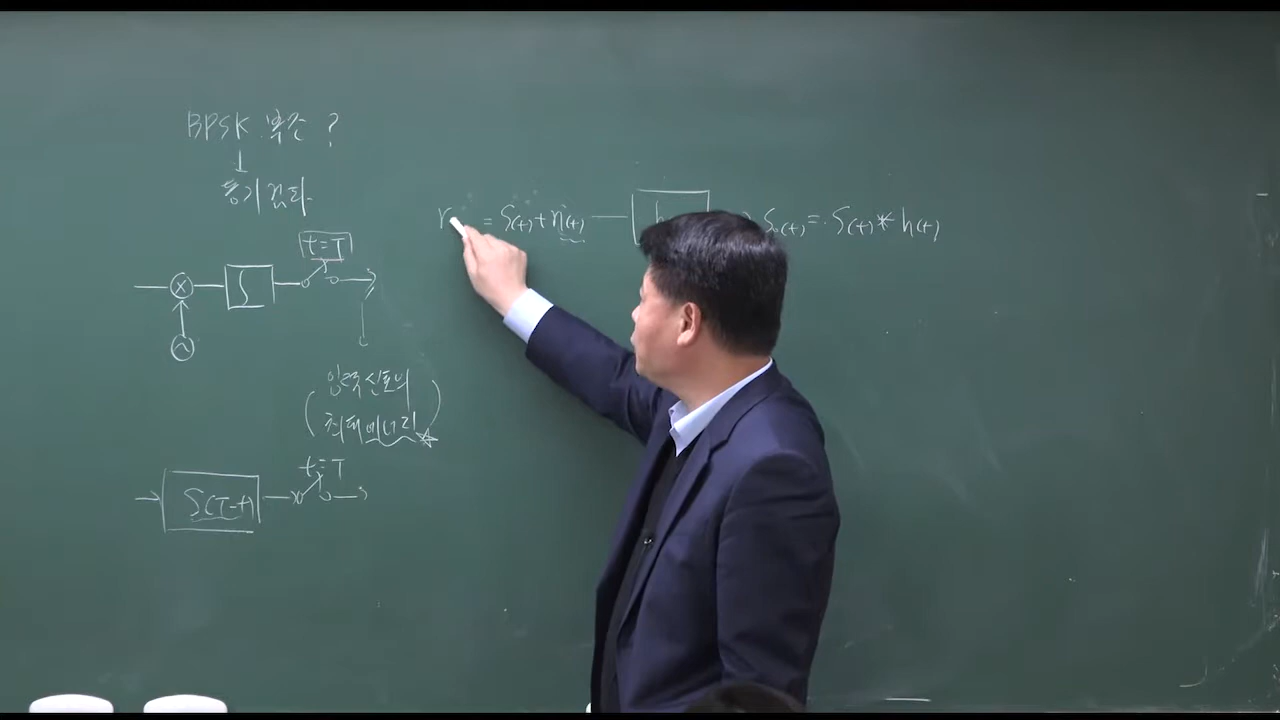 BPSK 복조 ?
동기검파
t=T
∫
입력신호의
최대에너지
S(T-t)
t=T
r = S(t)+n(t)
h
S₀(t)= S(t)*h(t)